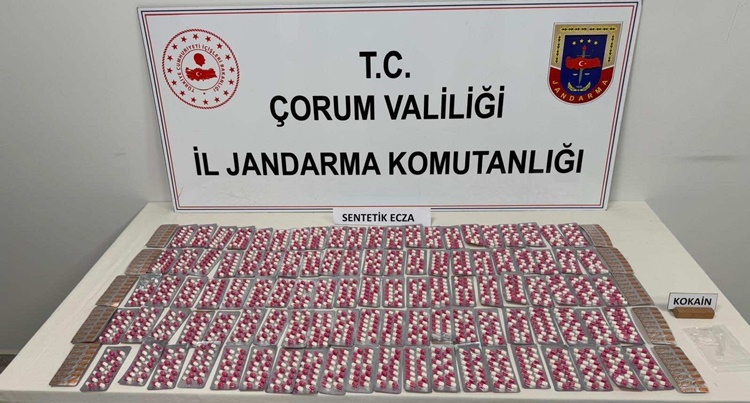 T.C.
ÇORUM VALİLİĞİ
İL JANDARMA KOMUTANLIĞI
JANDARMA
SENTETİK ECZA
KOKAİN